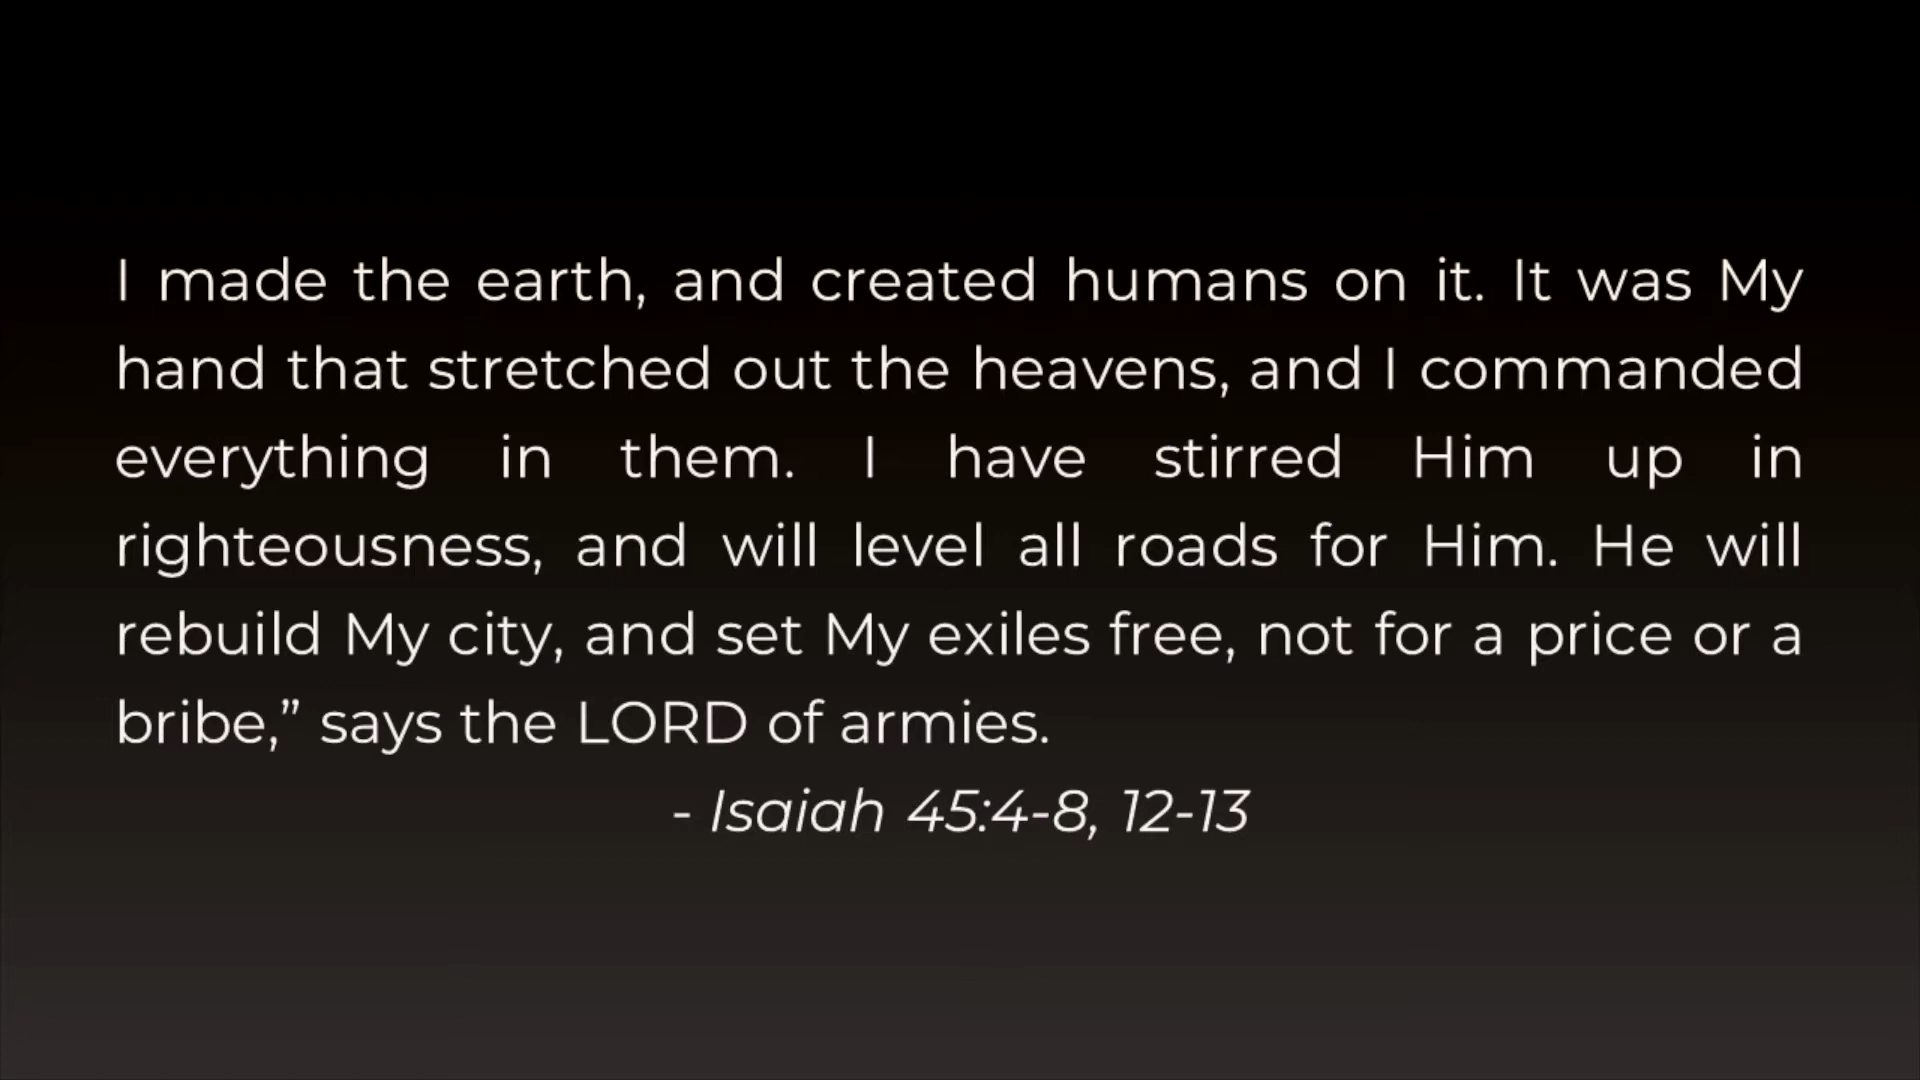 I made the earth, and created humans on it. It was My
hand that stretched out the heavens, and I commanded
everything in them. I have stirred Him up in
righteousness, and will level all roads for Him. He will
rebuild My city, and set My exiles free, not for a price or a
bribe,” says the LORD of armies.
- Isaiah 45:4-8, 12-13